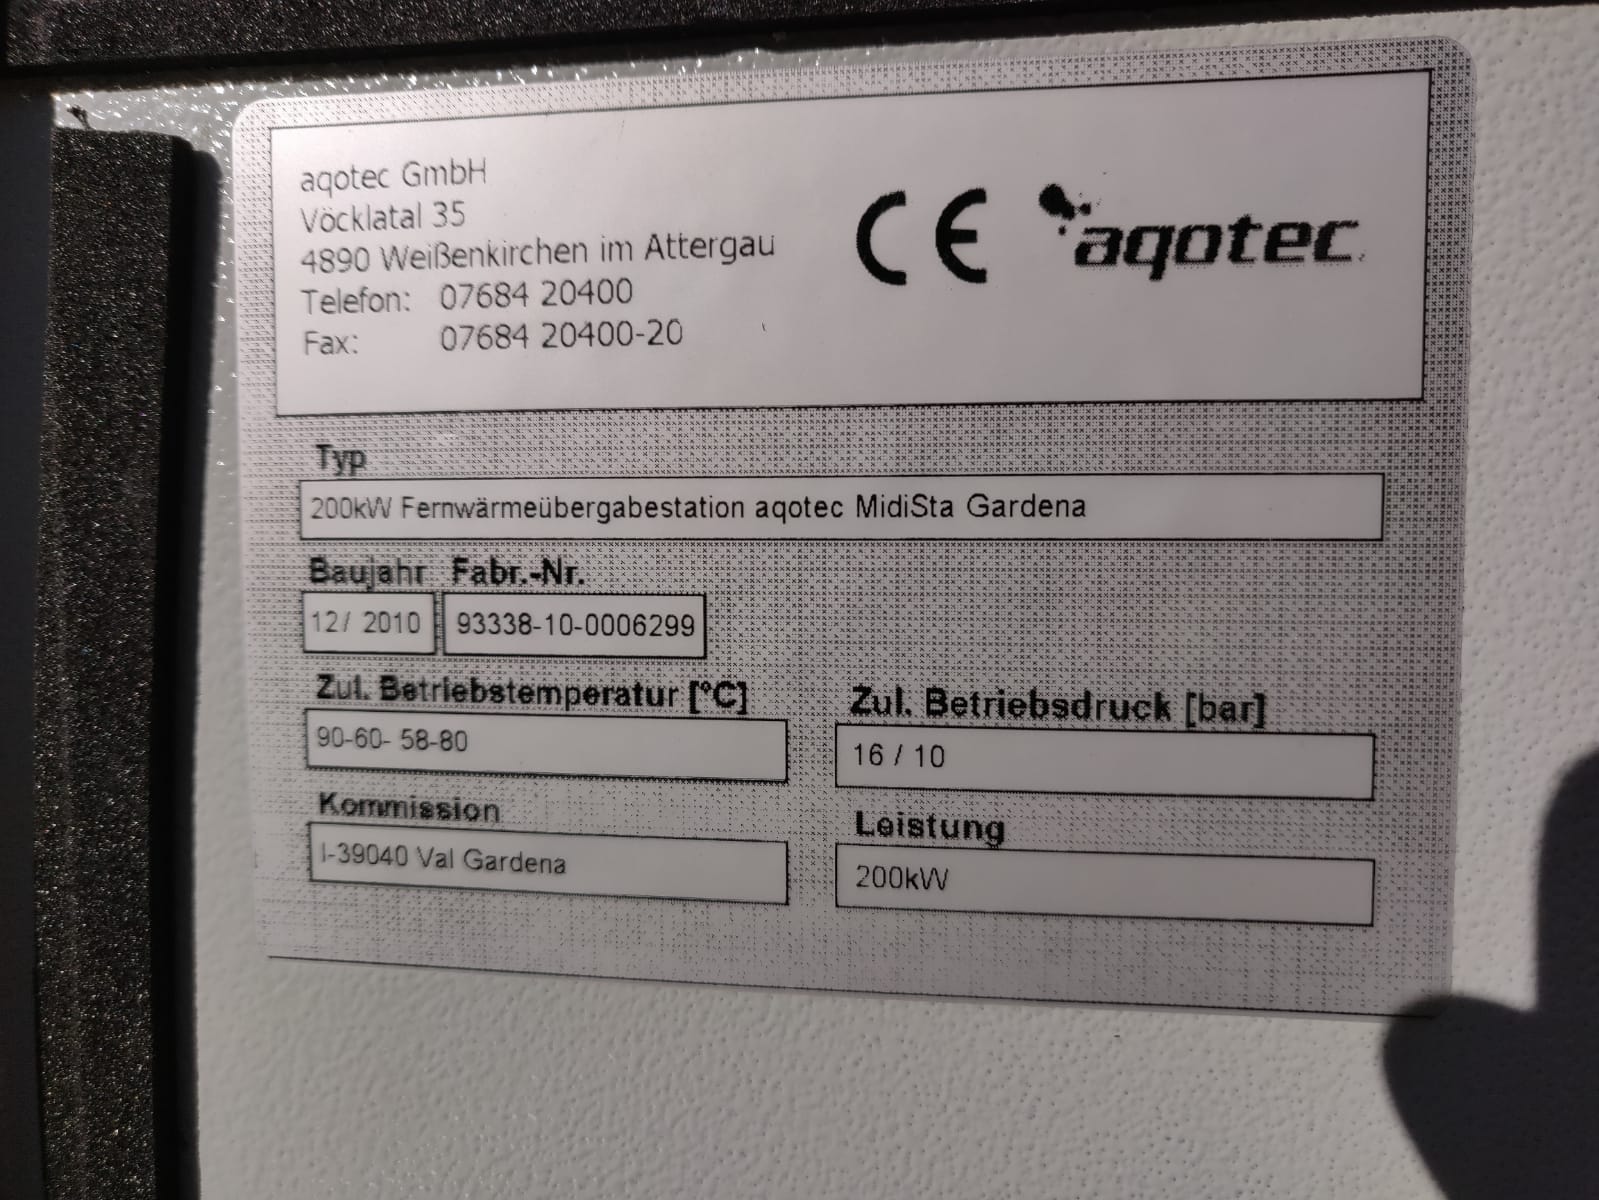 aqotec GmbH
Vöcklatal 35
4890 Weißenkirchen im Attergau
Telefon: 07684 20400
Fax: 07684 20400-20
CE aqotec
Typ
200kW Fernwärmeübergabestation aqotec MidiSta Gardena
Baujahr Fabr.-Nr.
12/ 2010 93338-10-0006299
Zul. Betriebstemperatur [°C] Zul. Betriebsdruck [bar]
90-60- 58-80 16 / 10
Kommission Leistung
I-39040 Val Gardena 200kW